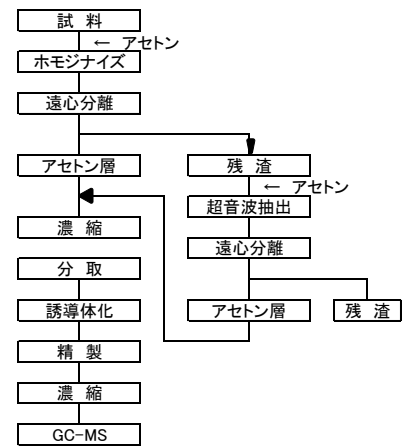 試 料
← アセトン
ホモジナイズ
遠心分離
アセトン層
濃 縮
分 取
誘導体化
精 製
濃 縮
GC-MS
残 渣
← アセトン
超音波抽出
遠心分離
アセトン層
残 渣